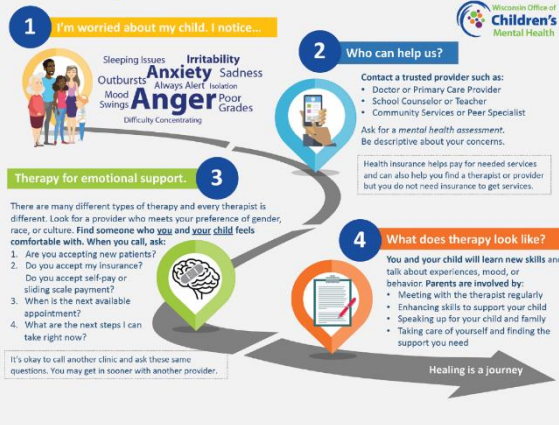 Wisconsin Office of
Children's
Mental Health
1
I'm worried about my child. I notice...
Sleeping Issues
Irritability
Outbursts
Anxiety
Sadness
Always Alert
Isolation
Mood
Swings
Anger
Poor
Grades
Difficulty Concentrating
2
Who can help us?
Contact a trusted provider such as:
• Doctor or Primary Care Provider
• School Counselor or Teacher
• Community Services or Peer Specialist
Ask for a mental health assessment.
Be descriptive about your concerns.
Health insurance helps pay for needed services
and can also help you find a therapist or provider
but you do not need insurance to get services.
Therapy for emotional support.
3
There are many different types of therapy and every therapist is
different. Look for a provider who meets your preference of gender,
race, or culture. Find someone who you and your child feels
comfortable with. When you call, ask:
1. Are you accepting new patients?
2. Do you accept my insurance?
Do you accept self-pay or
sliding scale payment?
3. When is the next available
appointment?
4. What are the next steps I can
take right now?
It's okay to call another clinic and ask these same
questions. You may get in sooner with another provider.
4
What does therapy look like?
You and your child will learn new skills and
talk about experiences, mood, or
behavior. Parents are involved by:
• Meeting with the therapist regularly
• Enhancing skills to support your child
• Speaking up for your child and family
• Taking care of yourself and finding the
support you need
Healing is a journey